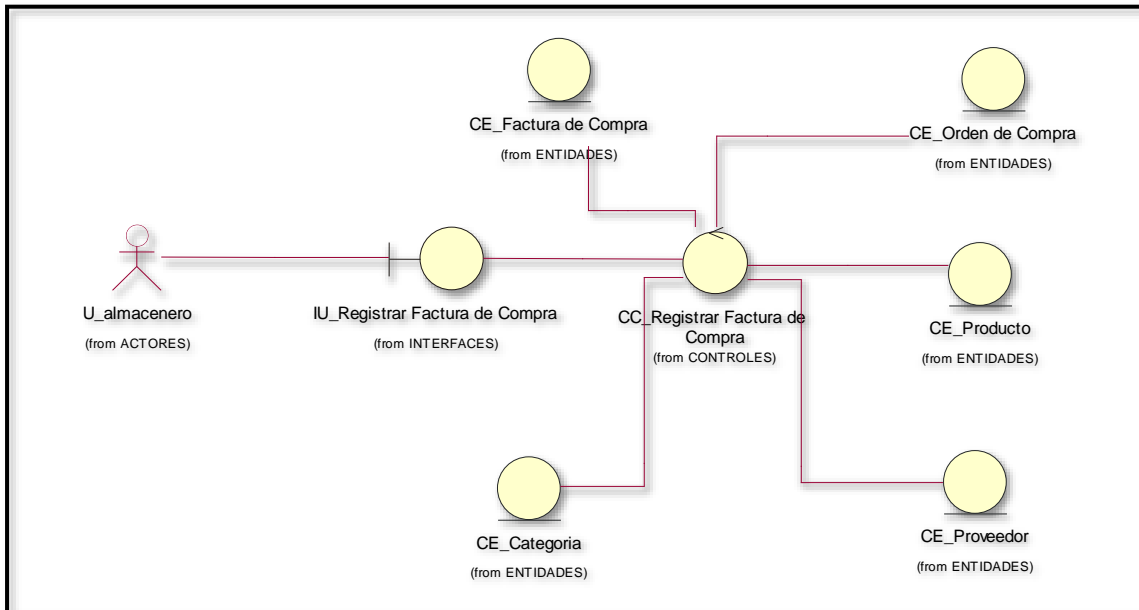 CE_Factura de Compra
(from ENTIDADES)
CE_Orden de Compra
(from ENTIDADES)
U_almacenero
(from ACTORES)
IU_Registrar Factura de Compra
(from INTERFACES)
CC_Registrar Factura de
Compra
(from CONTROLES)
CE_Producto
(from ENTIDADES)
CE_Categoria
(from ENTIDADES)
CE_Proveedor
(from ENTIDADES)